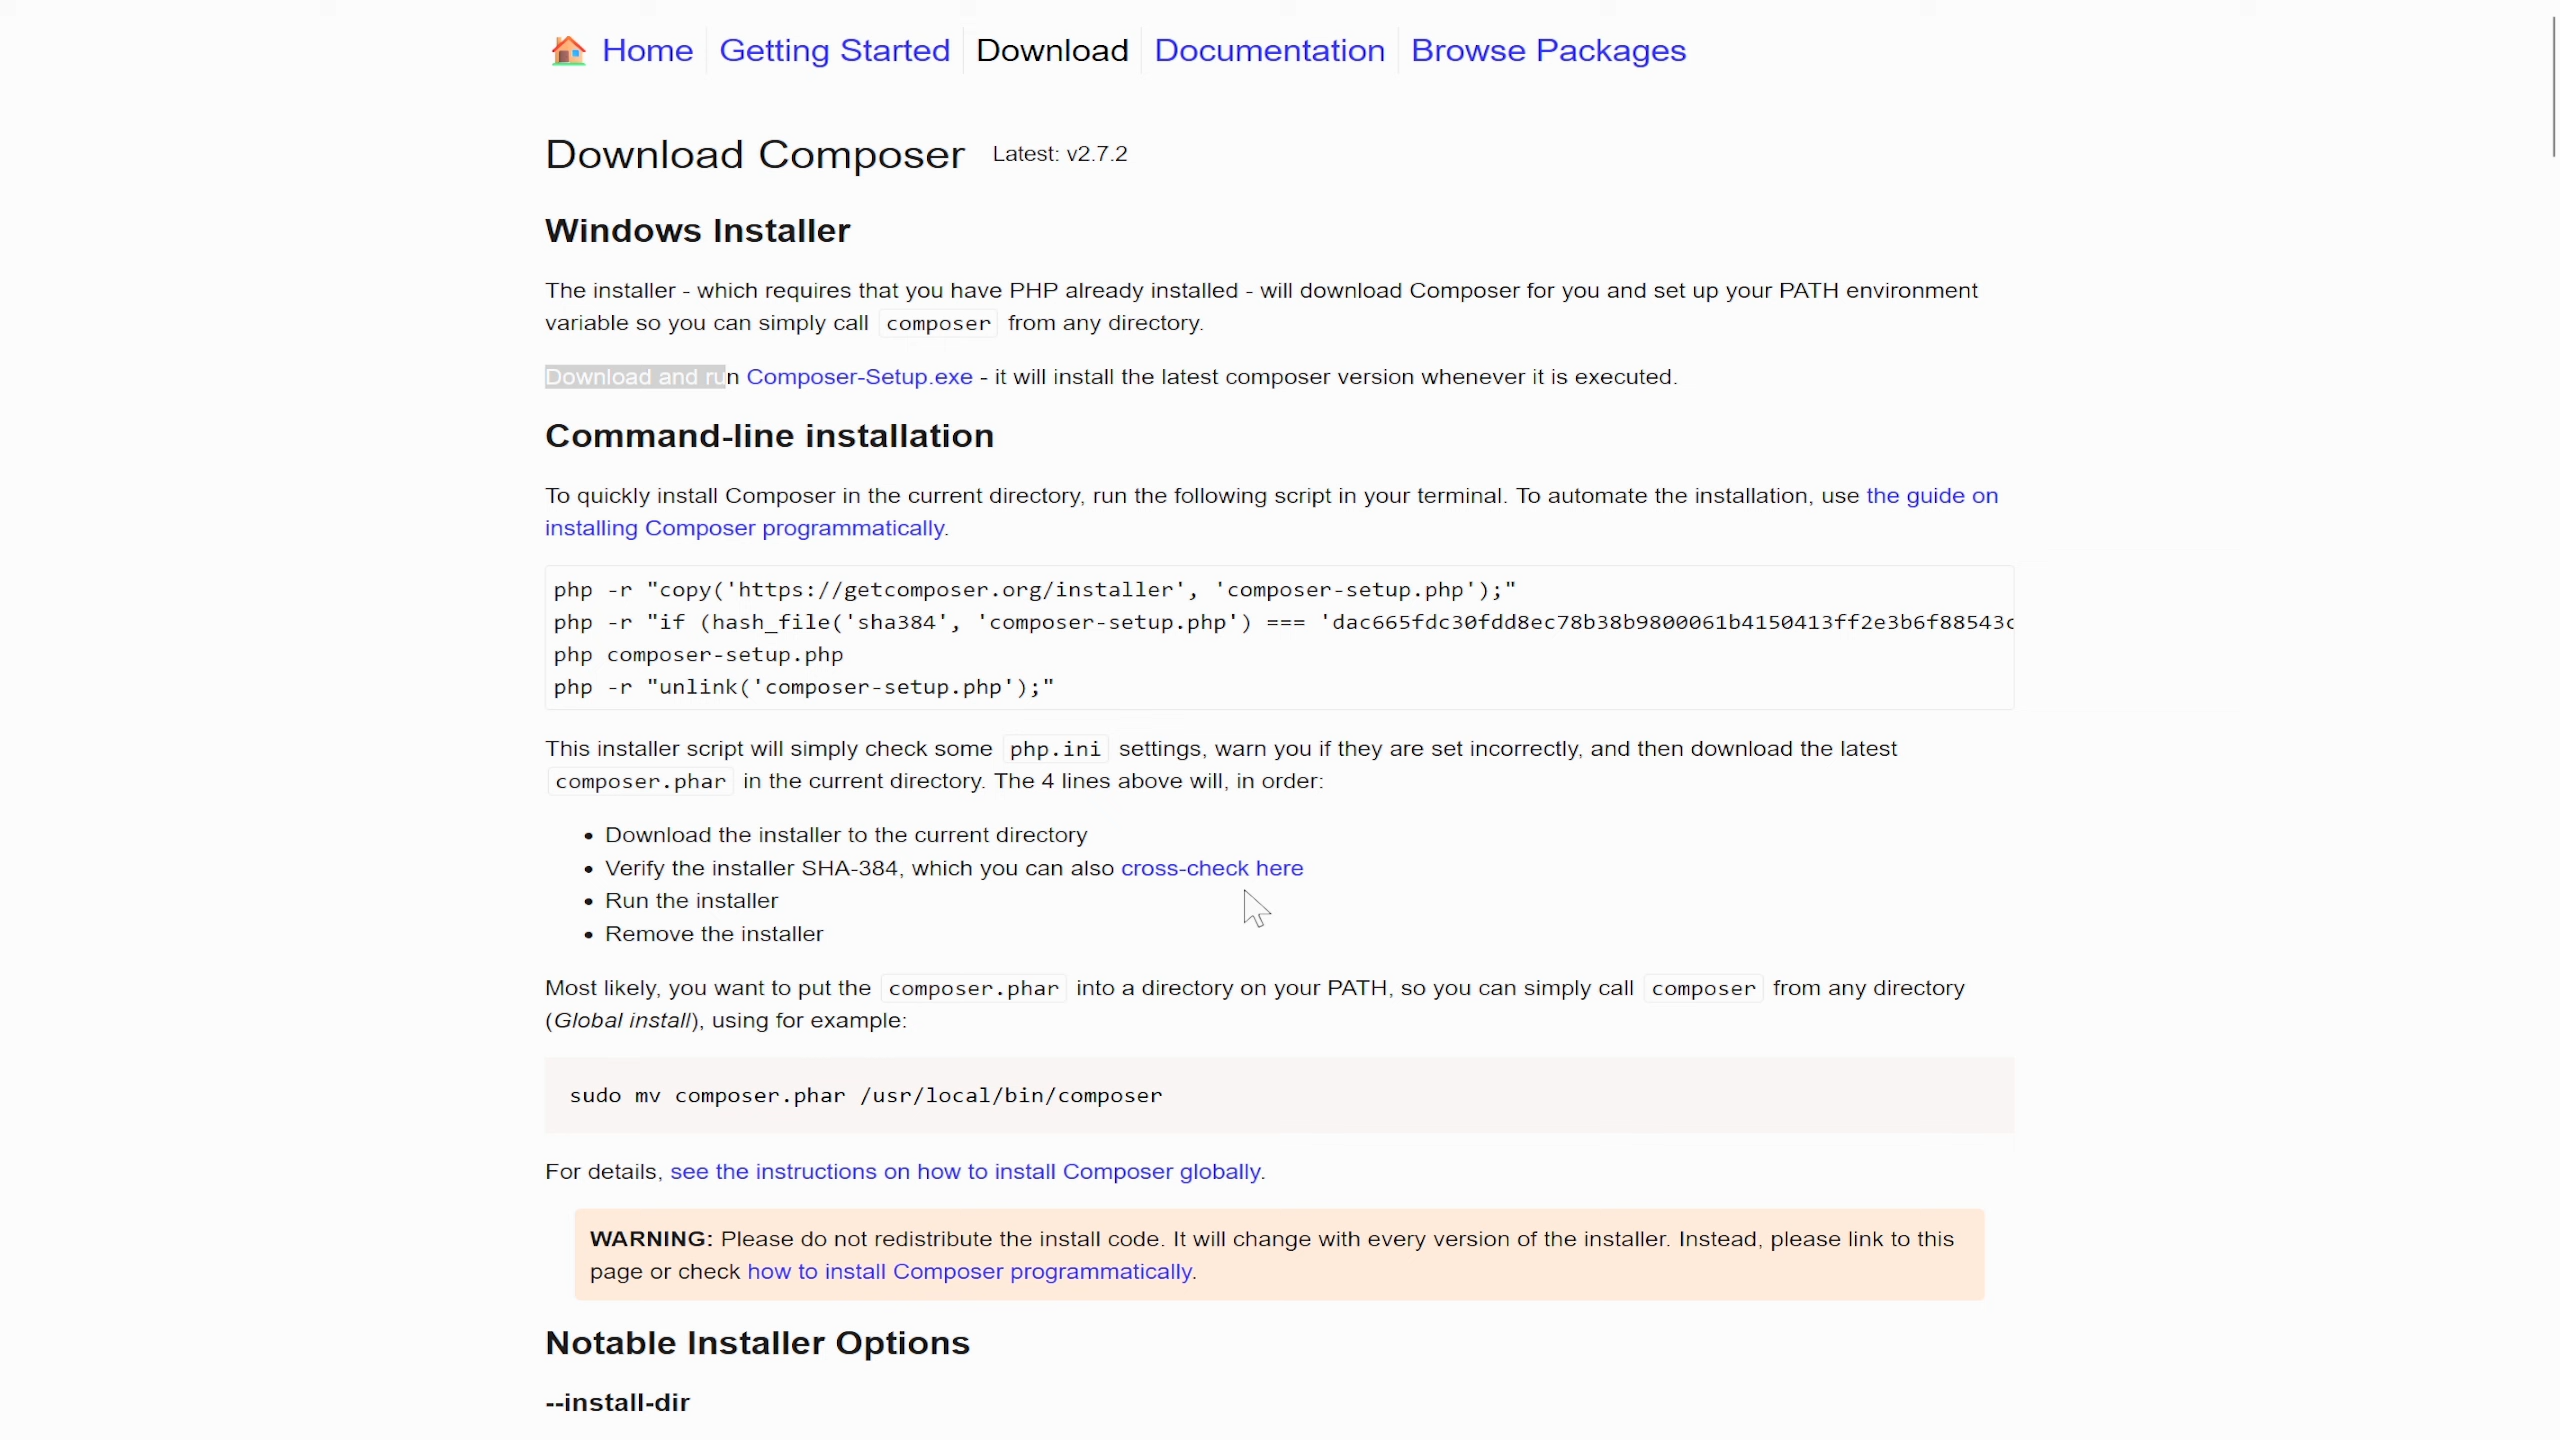 Home Getting Started Download Documentation Browse Packages
Download Composer Latest: v2.7.2
Windows Installer
The installer - which requires that you have PHP already installed - will download Composer for you and set up your PATH environment
variable so you can simply call composer from any directory.
Download and run Composer-Setup.exe - it will install the latest composer version whenever it is executed.
Command-line installation
To quickly install Composer in the current directory, run the following script in your terminal. To automate the installation, use the guide on
installing Composer programmatically.
php -r "copy('https://getcomposer.org/installer', 'composer-setup.php');"
php -r "if (hash_file('sha384', 'composer-setup.php') === 'dac665fdc30fdd8ec78b38b9800061b4150413ff2e3b6f88543c
php composer-setup.php
php -r "unlink('composer-setup.php');"
This installer script will simply check some php.ini settings, warn you if they are set incorrectly, and then download the latest
composer.phar in the current directory. The 4 lines above will, in order:
• Download the installer to the current directory
• Verify the installer SHA-384, which you can also cross-check here
• Run the installer
• Remove the installer
Most likely, you want to put the composer.phar into a directory on your PATH, so you can simply call composer from any directory
(Global install), using for example:
sudo mv composer.phar /usr/local/bin/composer
For details, see the instructions on how to install Composer globally.
WARNING: Please do not redistribute the install code. It will change with every version of the installer. Instead, please link to this
page or check how to install Composer programmatically.
Notable Installer Options
--install-dir